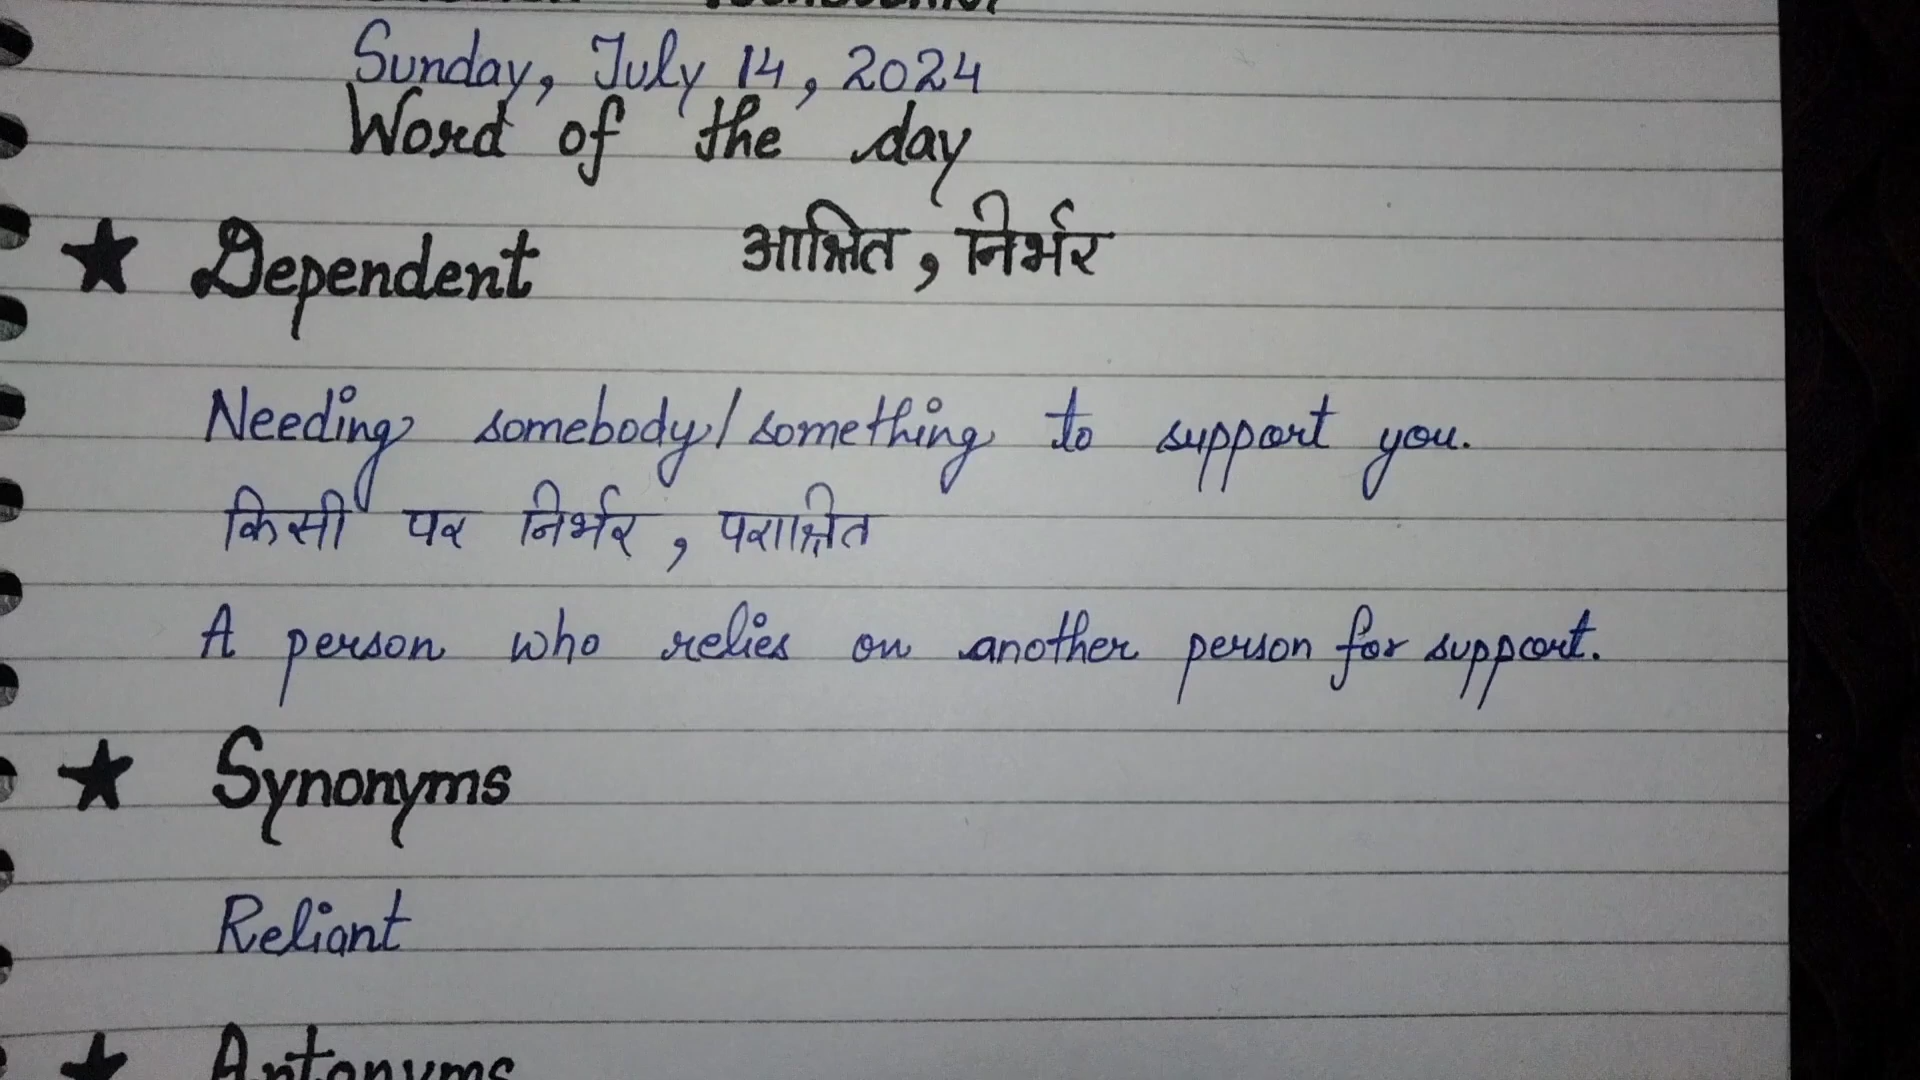 Sunday, July 14, 2024
Word of the day
★ Dependent आश्रित, निर्भर
Needing somebody/something to support you.
किसी पर निर्भर, पराश्रित
A person who relies on another person for support.
★ Synonyms
Reliant
★ Antonyms